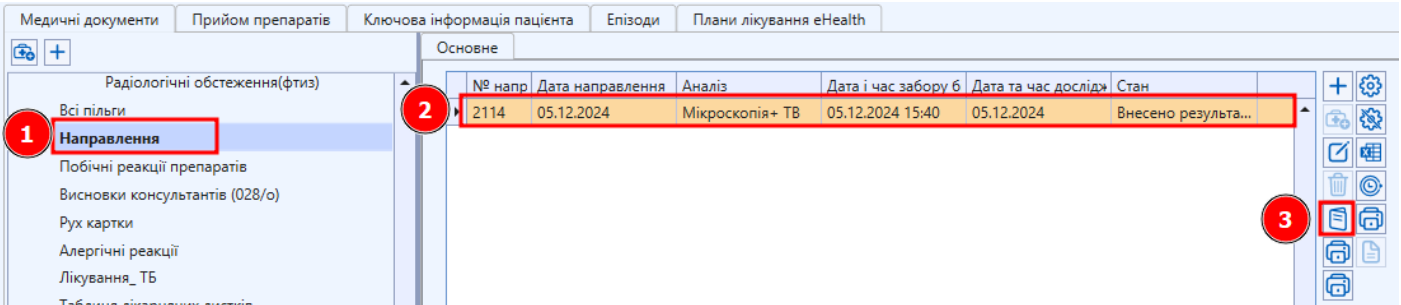 Медичні документи Прийом препаратів Ключова інформація пацієнта Епізоди Плани лікування eHealth
Основне
Радіологічні обстеження(фтиз)
Всі пільги
1 Направлення
Побічні реакції препаратів
Висновки консультантів (028/о)
Рух картки
Алергічні реакції
Лікування_ ТБ
№ напр Дата направлення Аналіз Дата і час забору б Дата та час дослідж Стан
2 2114 05.12.2024 Мікроскопія+ ТВ 05.12.2024 15:40 05.12.2024 Внесено результа...
3